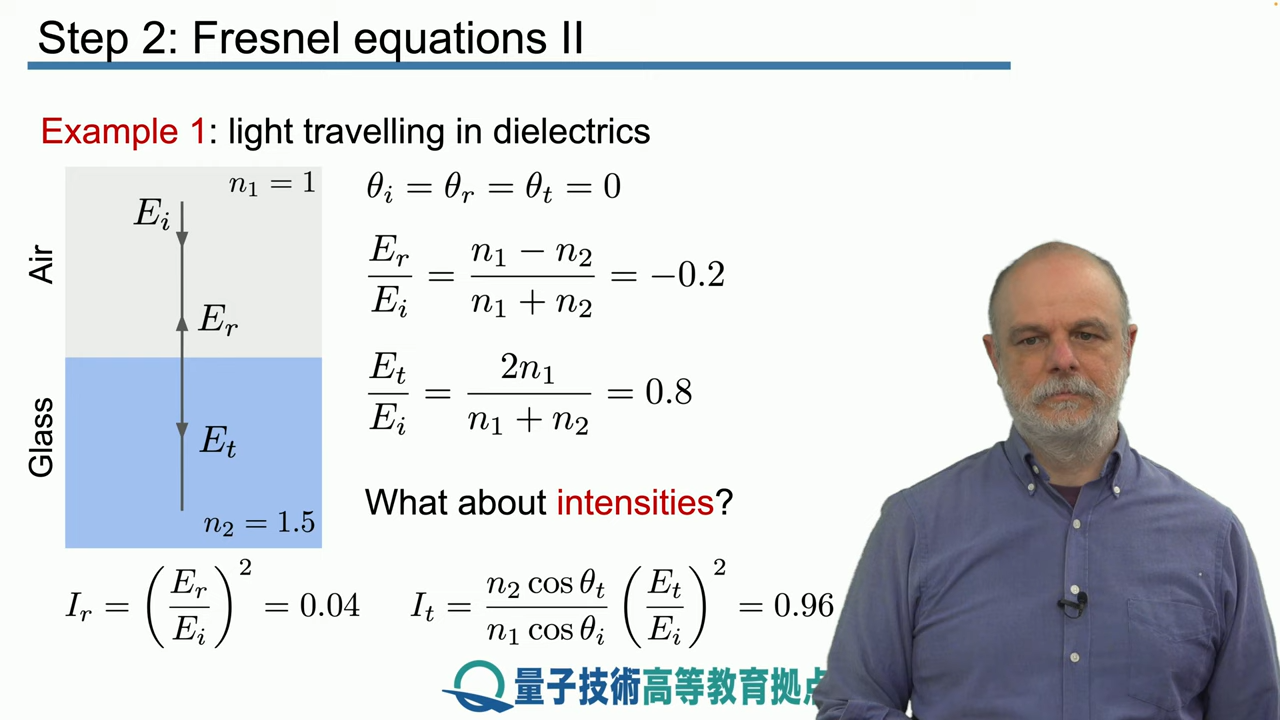 Step 2: Fresnel equations II
Example 1: light travelling in dielectrics
n₁ = 1
Eᵢ
Air
Eᵣ
Glass
Eₜ
n₂ = 1.5
θᵢ = θᵣ = θₜ = 0
Eᵣ/Eᵢ = (n₁ − n₂)/(n₁ + n₂) = −0.2
Eₜ/Eᵢ = 2n₁/(n₁ + n₂) = 0.8
What about intensities?
Iᵣ = (Eᵣ/Eᵢ)² = 0.04
Iₜ = (n₂ cos θₜ)/(n₁ cos θᵢ) (Eₜ/Eᵢ)² = 0.96
量子技術高等教育拠点